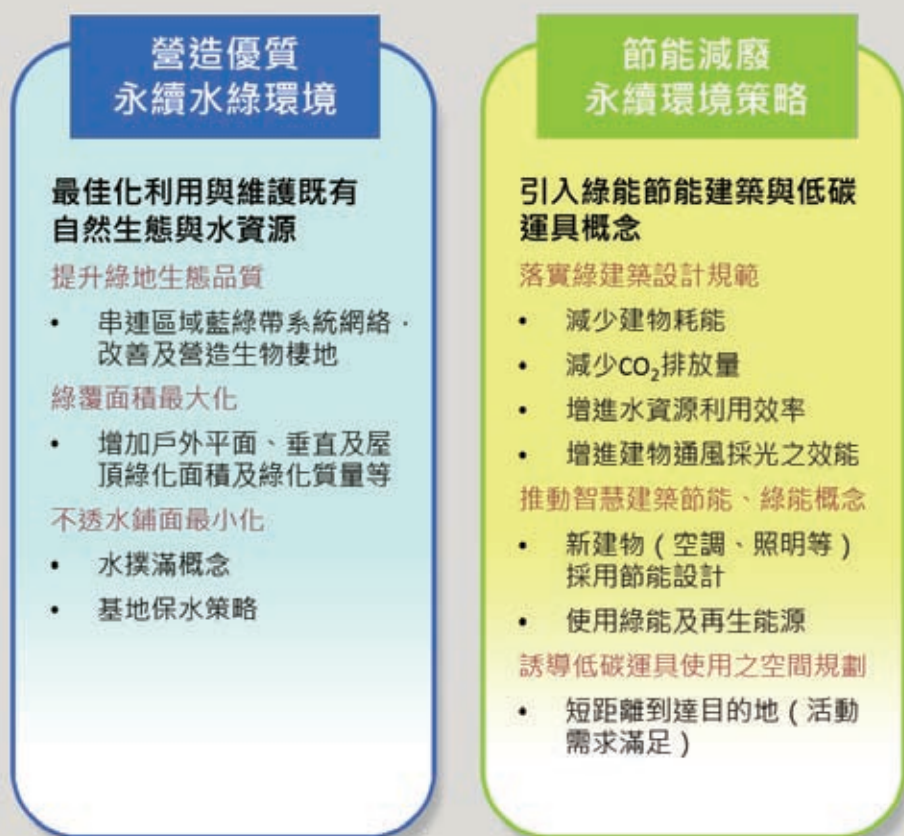 營造優質
永續水綠環境
最佳化利用與維護既有
自然生態與水資源
提升綠地生態品質
• 串連區域藍綠帶系統網絡，
改善及營造生物棲地
綠覆面積最大化
• 增加戶外平面、垂直及屋
頂綠化面積及綠化質量等
不透水鋪面最小化
• 水撲滿概念
• 基地保水策略
節能減廢
永續環境策略
引入綠能節能建築與低碳
運具概念
落實綠建築設計規範
• 減少建物耗能
• 減少CO₂排放量
• 增進水資源利用效率
• 增進建物通風採光之效能
推動智慧建築節能、綠能概念
• 新建物（空調、照明等）
採用節能設計
• 使用綠能及再生能源
誘導低碳運具使用之空間規劃
• 短距離到達目的地（活動
需求滿足）